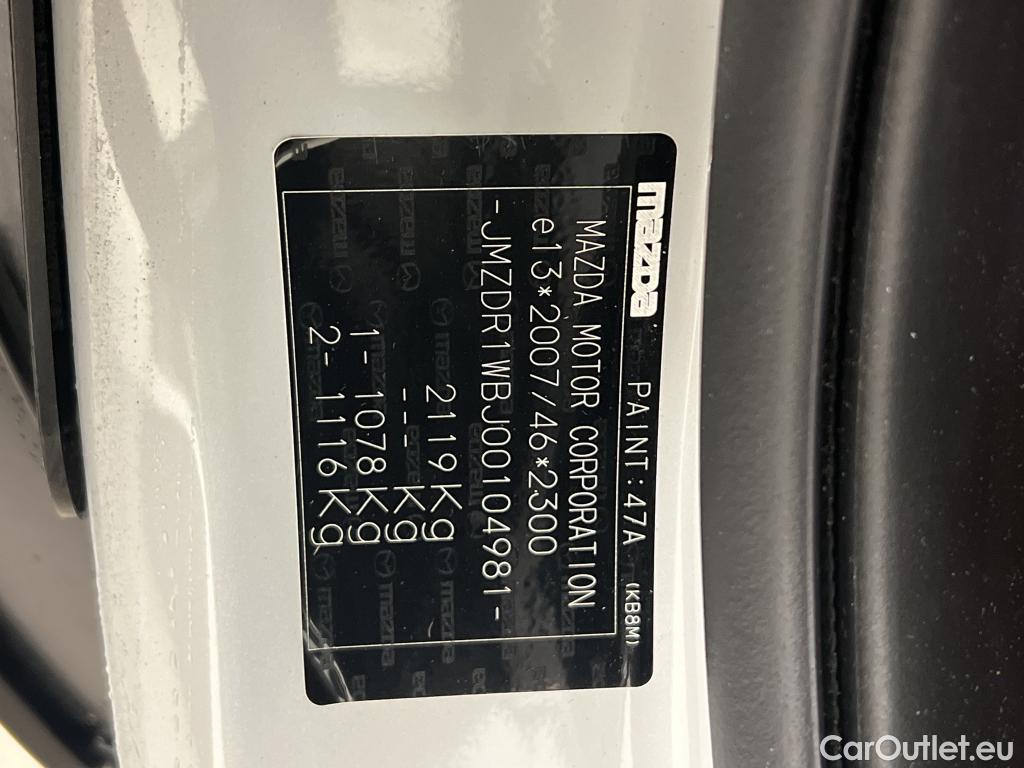 mazda PAINT:47A (KB8M)
MAZDA MOTOR CORPORATION
e13*2007/46*2300
-JMZDR1WBJ00104981-
2119Kg
--- Kg
1-1078Kg
2-1116Kg
CarOutlet.eu